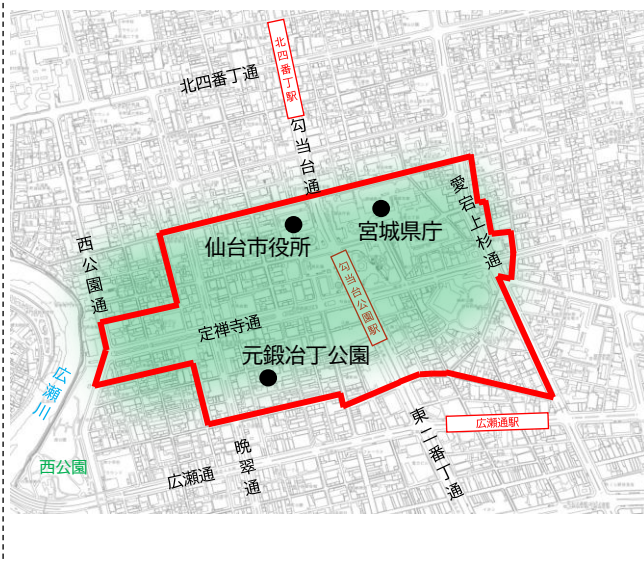 北四番丁駅
北四番丁通
勾当台通
愛宕上杉通
宮城県庁
仙台市役所
西公園通
勾当台公園駅
定禅寺通
元鍛冶丁公園
広瀬川
東二番丁通
広瀬通駅
晩翠通
西公園
広瀬通